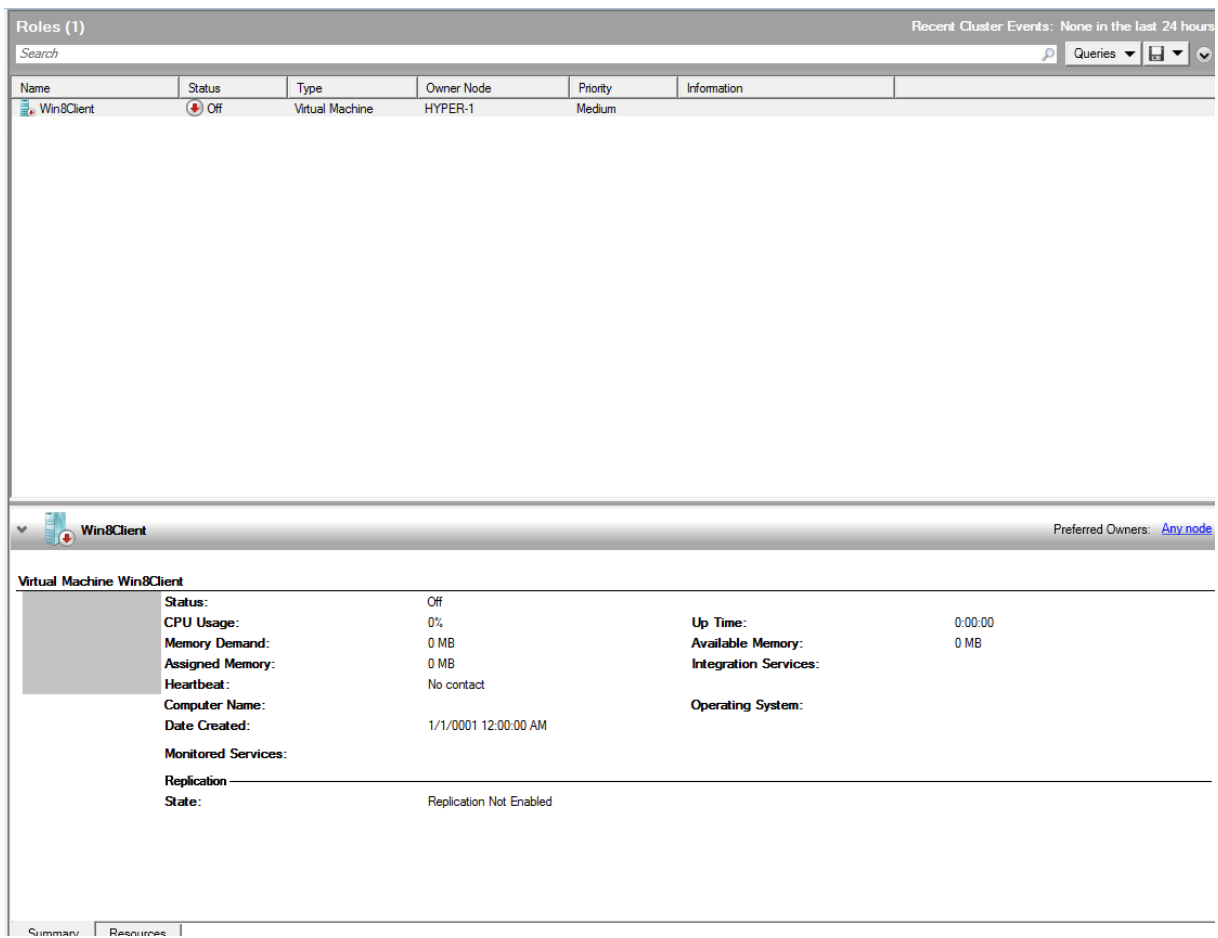 Roles (1) Recent Cluster Events: None in the last 24 hours
Search Queries
Name Status Type Owner Node Priority Information
Win8Client Off Virtual Machine HYPER-1 Medium
Win8Client Preferred Owners: Any node
Virtual Machine Win8Client
Status: Off
CPU Usage: 0% Up Time: 0:00:00
Memory Demand: 0 MB Available Memory: 0 MB
Assigned Memory: 0 MB Integration Services:
Heartbeat: No contact
Computer Name: Operating System:
Date Created: 1/1/0001 12:00:00 AM
Monitored Services:
Replication
State: Replication Not Enabled
Summary Resources